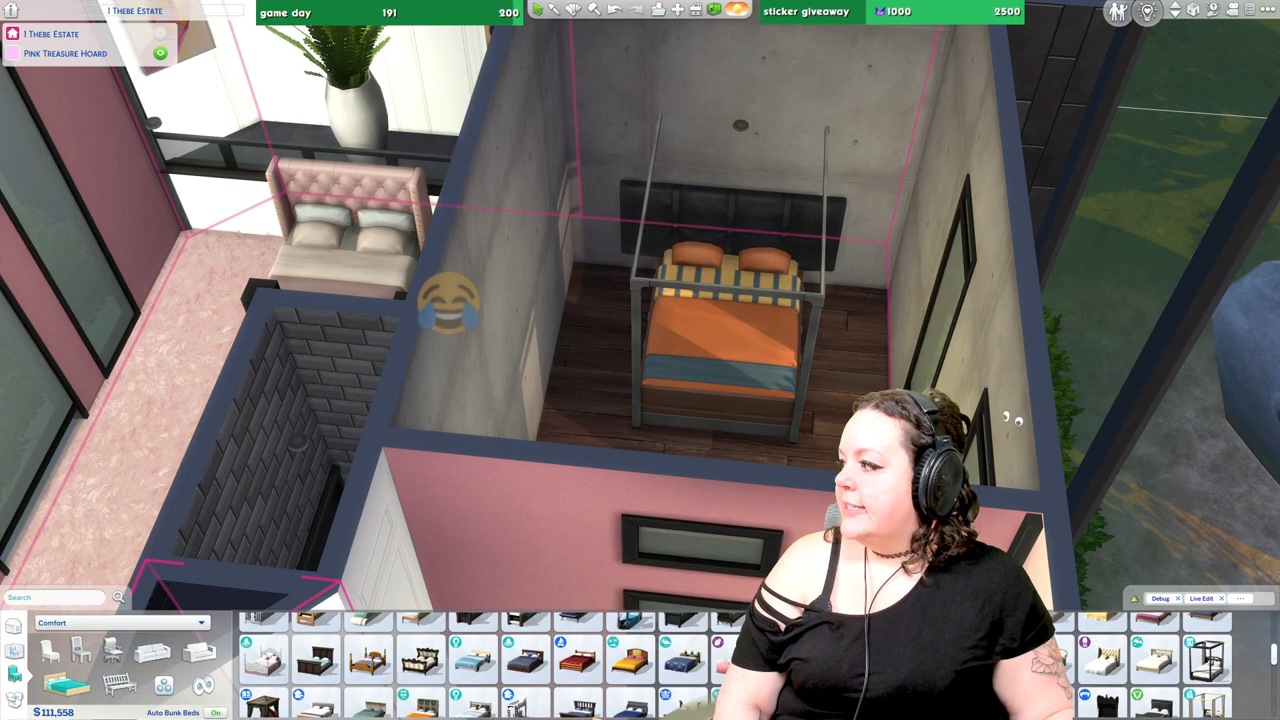 1 THEBE ESTATE
game day 191 200
sticker giveaway 1000 2500
1 THEBE ESTATE
PINK TREASURE HOARD
Search
Debug
Live Edit
Comfort
$111,558
Auto Bunk Beds On